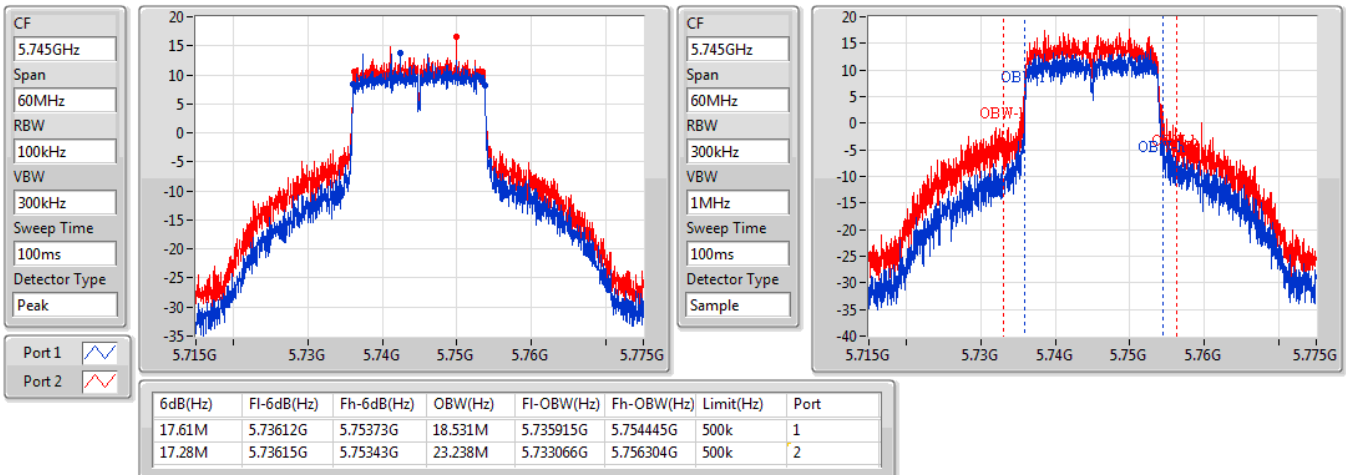 CF
5.745GHz
Span
60MHz
RBW
100kHz
VBW
300kHz
Sweep Time
100ms
Detector Type
Peak
Port 1
Port 2
20
15
10
5
0
-5
-10
-15
-20
-25
-30
-35
5.715G 5.73G 5.74G 5.75G 5.76G 5.775G
CF
5.745GHz
Span
60MHz
RBW
300kHz
VBW
1MHz
Sweep Time
100ms
Detector Type
Sample
20
15
10
5
0
-5
-10
-15
-20
-25
-30
-35
-40
OBW-
5.715G 5.73G 5.74G 5.75G 5.76G 5.775G
6dB(Hz) Fl-6dB(Hz) Fh-6dB(Hz) OBW(Hz) Fl-OBW(Hz) Fh-OBW(Hz) Limit(Hz) Port
17.61M 5.73612G 5.75373G 18.531M 5.735915G 5.754445G 500k 1
17.28M 5.73615G 5.75343G 23.238M 5.733066G 5.756304G 500k 2